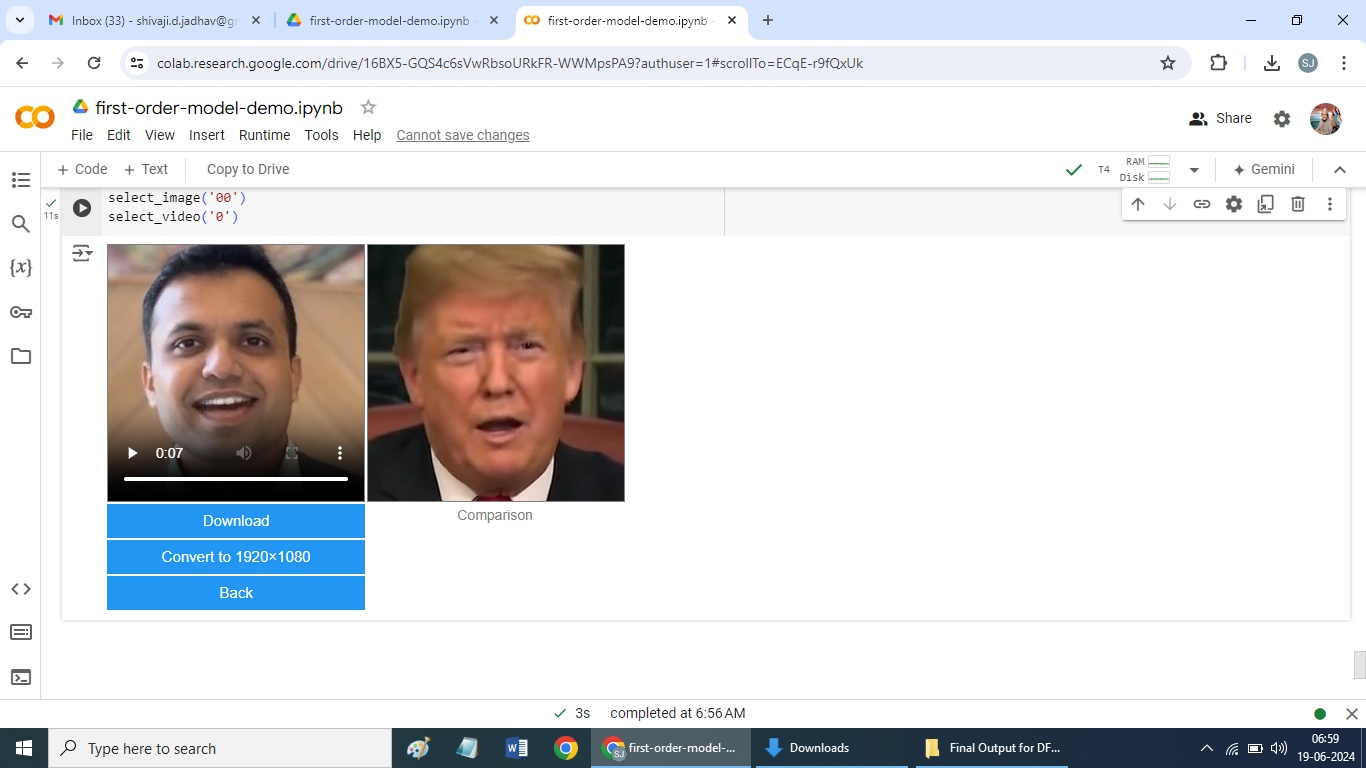 Inbox (33) - shivaji.d.jadhav@g
first-order-model-demo.ipynb -
first-order-model-demo.ipynb -
colab.research.google.com/drive/16BX5-GQS4c6sVwRbsoURkFR-WWMpsPA9?authuser=1#scrollTo=ECqE-r9fQxUk
SJ
first-order-model-demo.ipynb
File Edit View Insert Runtime Tools Help Cannot save changes
Share
+ Code + Text Copy to Drive
T4 RAM Disk Gemini
{x}
11s
select_image('00')
select_video('0')
0:07
Download
Comparison
Convert to 1920×1080
Back
3s completed at 6:56 AM
Type here to search
SJ
first-order-model-...
Downloads
Final Output for DF...
06:59
19-06-2024